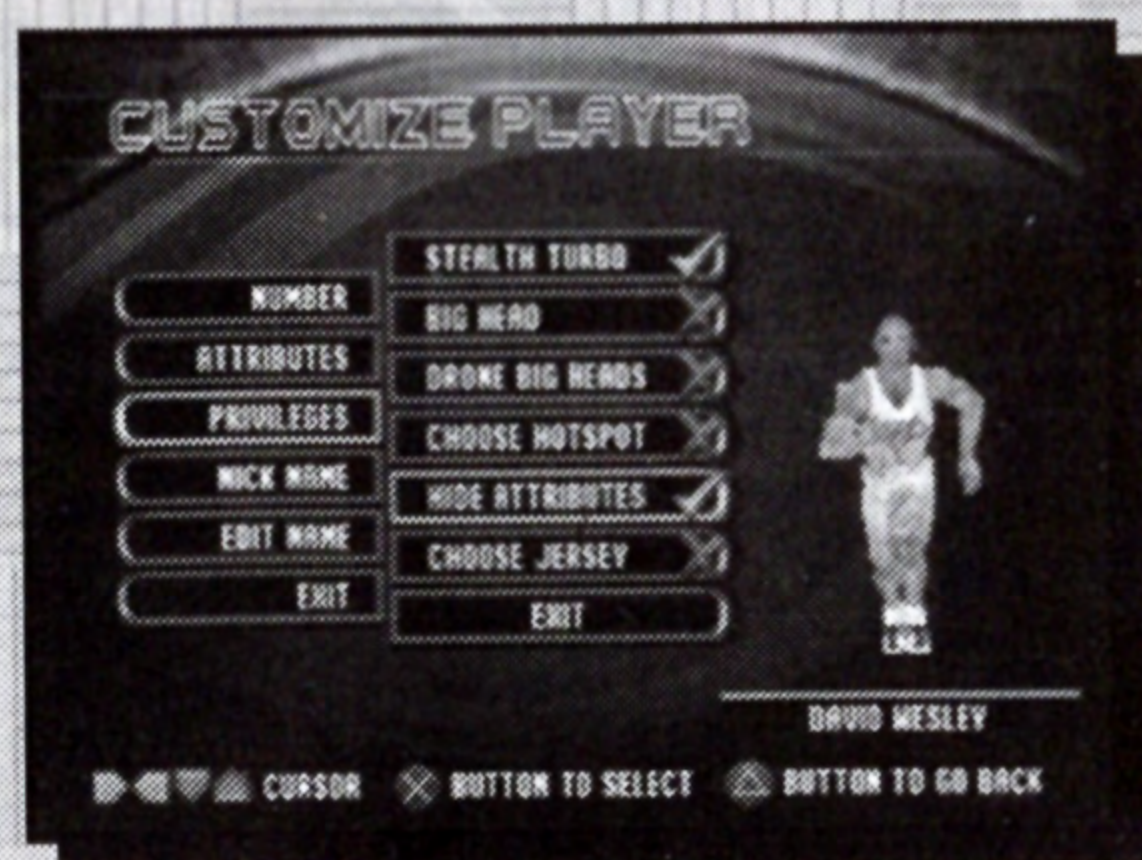 CUSTOMIZE PLAYER
NUMBER
ATTRIBUTES
PRIVILEGES
NICK NAME
EDIT NAME
EXIT
STEALTH TURBO
BIG HEAD
DRONE BIG HEADS
CHOOSE HOTSPOT
HIDE ATTRIBUTES
CHOOSE JERSEY
EXIT
DAVID WESLEY
CURSOR BUTTON TO SELECT BUTTON TO GO BACK